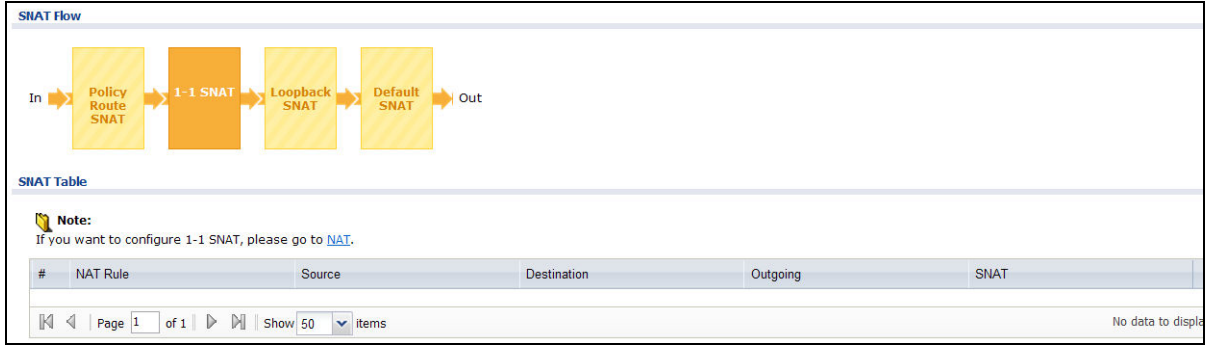 SNAT Flow
In
Policy Route SNAT
1-1 SNAT
Loopback SNAT
Default SNAT
Out
SNAT Table
Note:
If you want to configure 1-1 SNAT, please go to NAT.
# NAT Rule Source Destination Outgoing SNAT
Page 1 of 1 Show 50 items No data to displa